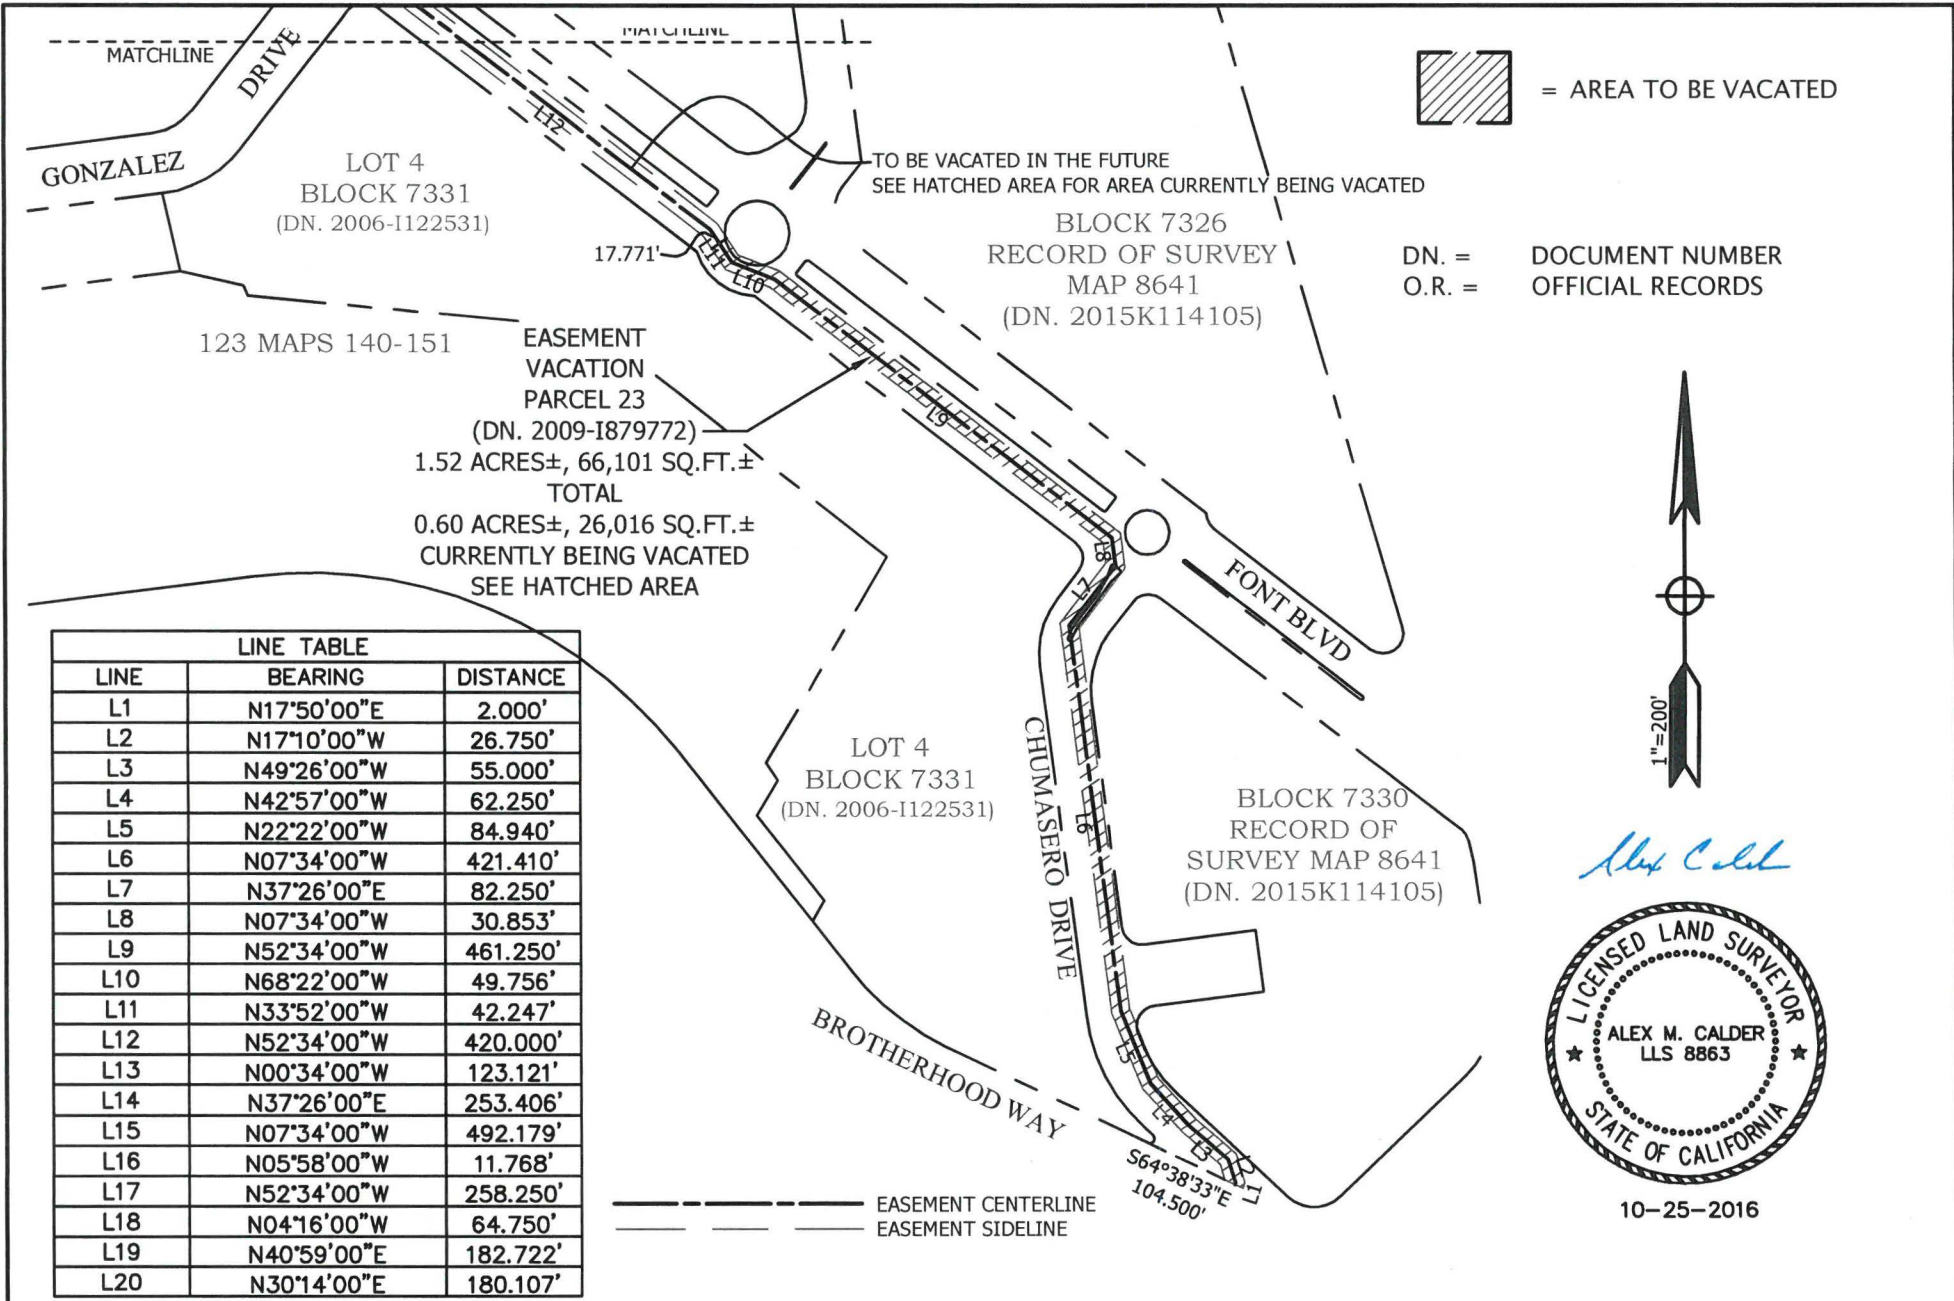 MATCHLINE
MATCHLINE
GONZALEZ DRIVE
LOT 4
BLOCK 7331
(DN. 2006-I122531)
L12
= AREA TO BE VACATED
TO BE VACATED IN THE FUTURE
SEE HATCHED AREA FOR AREA CURRENTLY BEING VACATED
BLOCK 7326
RECORD OF SURVEY
MAP 8641
(DN. 2015K114105)
DN. = DOCUMENT NUMBER
O.R. = OFFICIAL RECORDS
17.771'
L11
L10
123 MAPS 140-151
EASEMENT
VACATION
PARCEL 23
(DN. 2009-I879772)
1.52 ACRES±, 66,101 SQ.FT.±
TOTAL
0.60 ACRES±, 26,016 SQ.FT.±
CURRENTLY BEING VACATED
SEE HATCHED AREA
L9
L8
L7
FONT BLVD
1"=200'
LINE TABLE
LINE BEARING DISTANCE
L1 N17°50'00"E 2.000'
L2 N17°10'00"W 26.750'
L3 N49°26'00"W 55.000'
L4 N42°57'00"W 62.250'
L5 N22°22'00"W 84.940'
L6 N07°34'00"W 421.410'
L7 N37°26'00"E 82.250'
L8 N07°34'00"W 30.853'
L9 N52°34'00"W 461.250'
L10 N68°22'00"W 49.756'
L11 N33°52'00"W 42.247'
L12 N52°34'00"W 420.000'
L13 N00°34'00"W 123.121'
L14 N37°26'00"E 253.406'
L15 N07°34'00"W 492.179'
L16 N05°58'00"W 11.768'
L17 N52°34'00"W 258.250'
L18 N04°16'00"W 64.750'
L19 N40°59'00"E 182.722'
L20 N30°14'00"E 180.107'
LOT 4
BLOCK 7331
(DN. 2006-I122531)
CHUMASERO DRIVE
L6
BLOCK 7330
RECORD OF
SURVEY MAP 8641
(DN. 2015K114105)
BROTHERHOOD WAY
L5
L4
L3
L2
L1
S64°38'33"E
104.500'
EASEMENT CENTERLINE
EASEMENT SIDELINE
LICENSED LAND SURVEYOR
ALEX M. CALDER
LLS 8863
STATE OF CALIFORNIA
10-25-2016